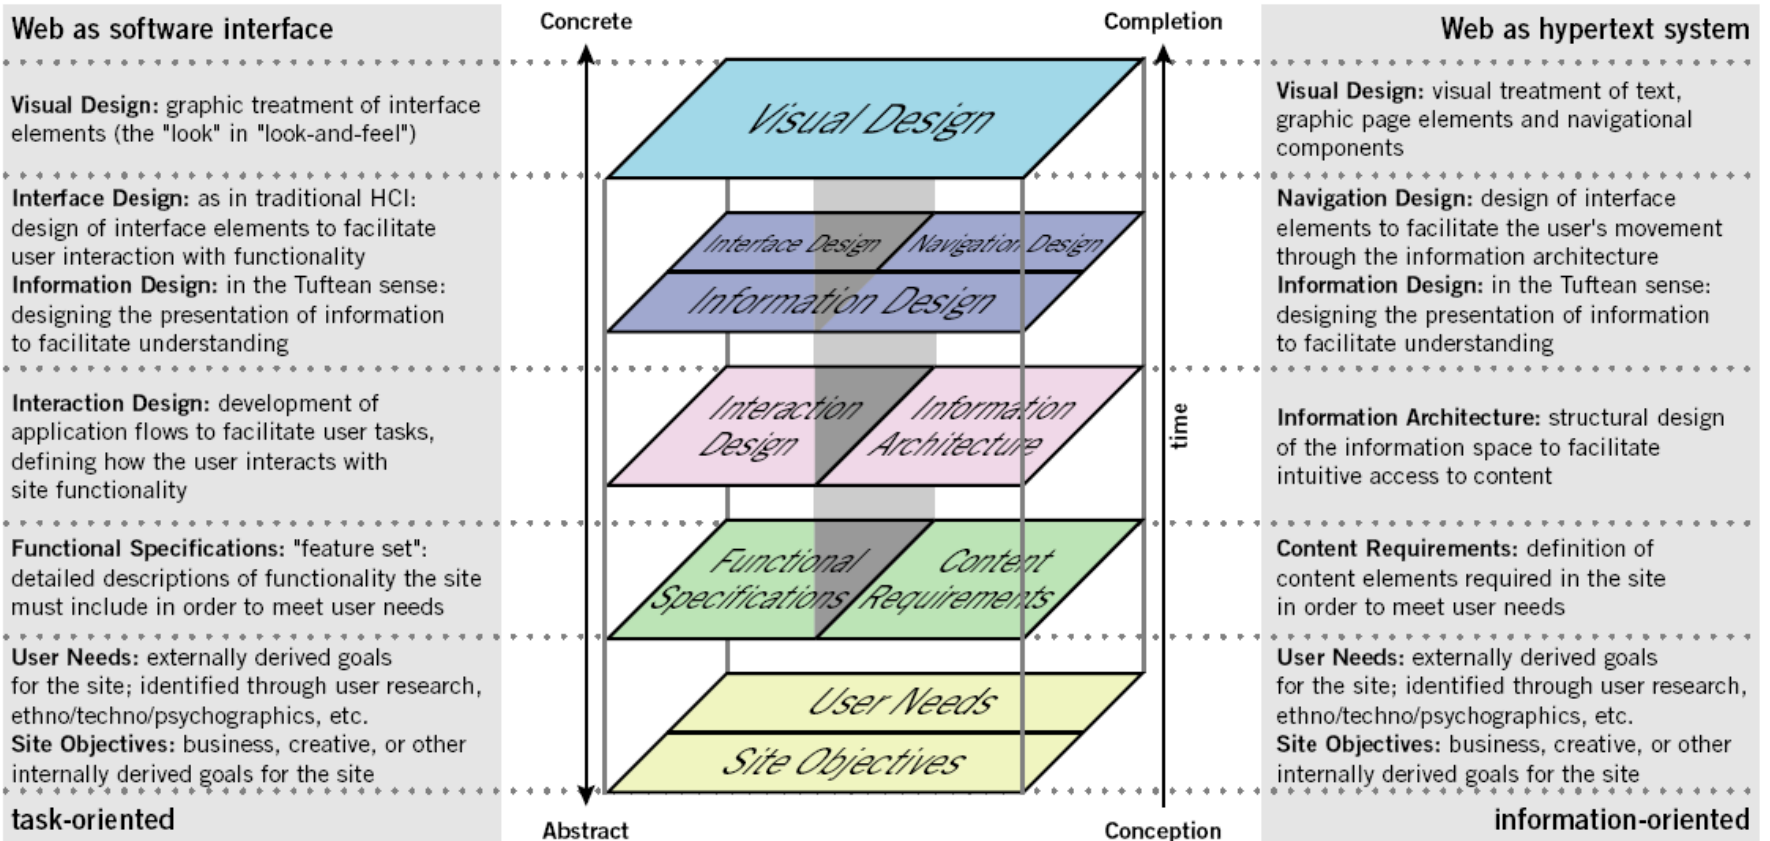 Web as software interface
Visual Design: graphic treatment of interface
elements (the "look" in "look-and-feel")
Interface Design: as in traditional HCI:
design of interface elements to facilitate
user interaction with functionality
Information Design: in the Tuftean sense:
designing the presentation of information
to facilitate understanding
Interaction Design: development of
application flows to facilitate user tasks,
defining how the user interacts with
site functionality
Functional Specifications: "feature set":
detailed descriptions of functionality the site
must include in order to meet user needs
User Needs: externally derived goals
for the site; identified through user research,
ethno/techno/psychographics, etc.
Site Objectives: business, creative, or other
internally derived goals for the site
task-oriented
Concrete
Completion
Visual Design
Interface Design
Navigation Design
Information Design
Interaction
Design
Information
Architecture
Functional
Specifications
Content
Requirements
User Needs
Site Objectives
time
Abstract
Conception
Web as hypertext system
Visual Design: visual treatment of text,
graphic page elements and navigational
components
Navigation Design: design of interface
elements to facilitate the user's movement
through the information architecture
Information Design: in the Tuftean sense:
designing the presentation of information
to facilitate understanding
Information Architecture: structural design
of the information space to facilitate
intuitive access to content
Content Requirements: definition of
content elements required in the site
in order to meet user needs
User Needs: externally derived goals
for the site; identified through user research,
ethno/techno/psychographics, etc.
Site Objectives: business, creative, or other
internally derived goals for the site
information-oriented